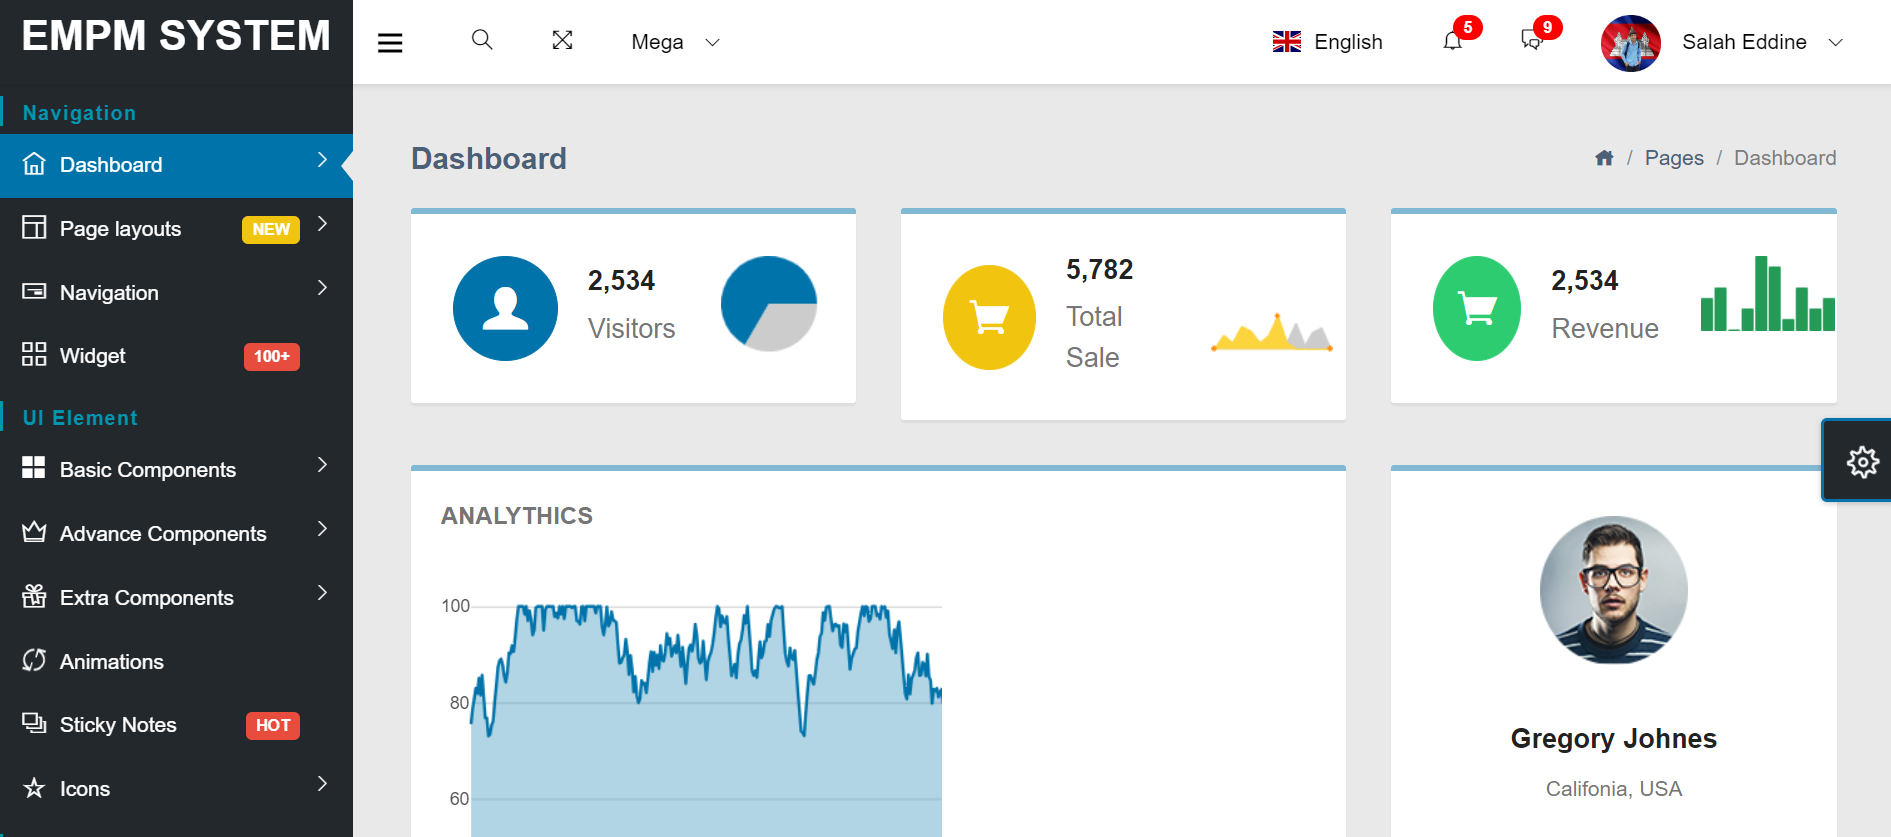 EMPM SYSTEM
Mega
English
5
9
Salah Eddine
Navigation
Dashboard
Page layouts NEW
Navigation
Widget 100+
UI Element
Basic Components
Advance Components
Extra Components
Animations
Sticky Notes HOT
Icons
Dashboard
/ Pages / Dashboard
2,534
Visitors
5,782
Total
Sale
2,534
Revenue
ANALYTHICS
100
80
60
Gregory Johnes
Califonia, USA